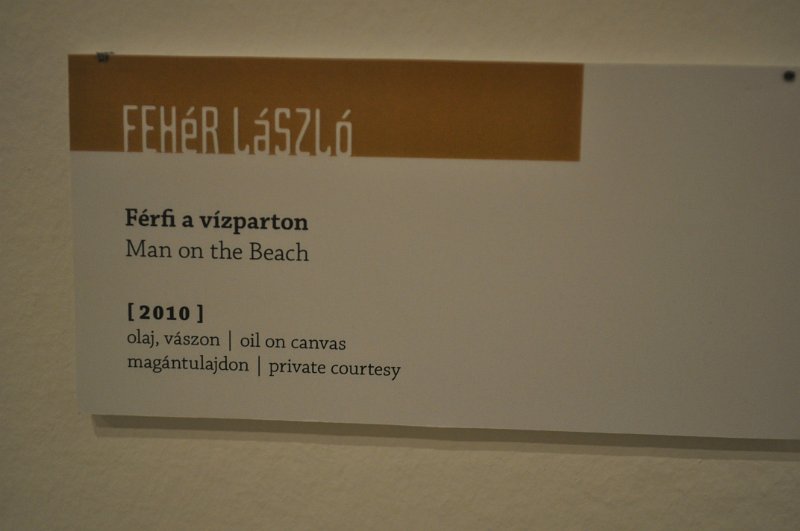 FEHéR LáSZLó
Férfi a vízparton
Man on the Beach
[ 2010 ]
olaj, vászon | oil on canvas
magántulajdon | private courtesy